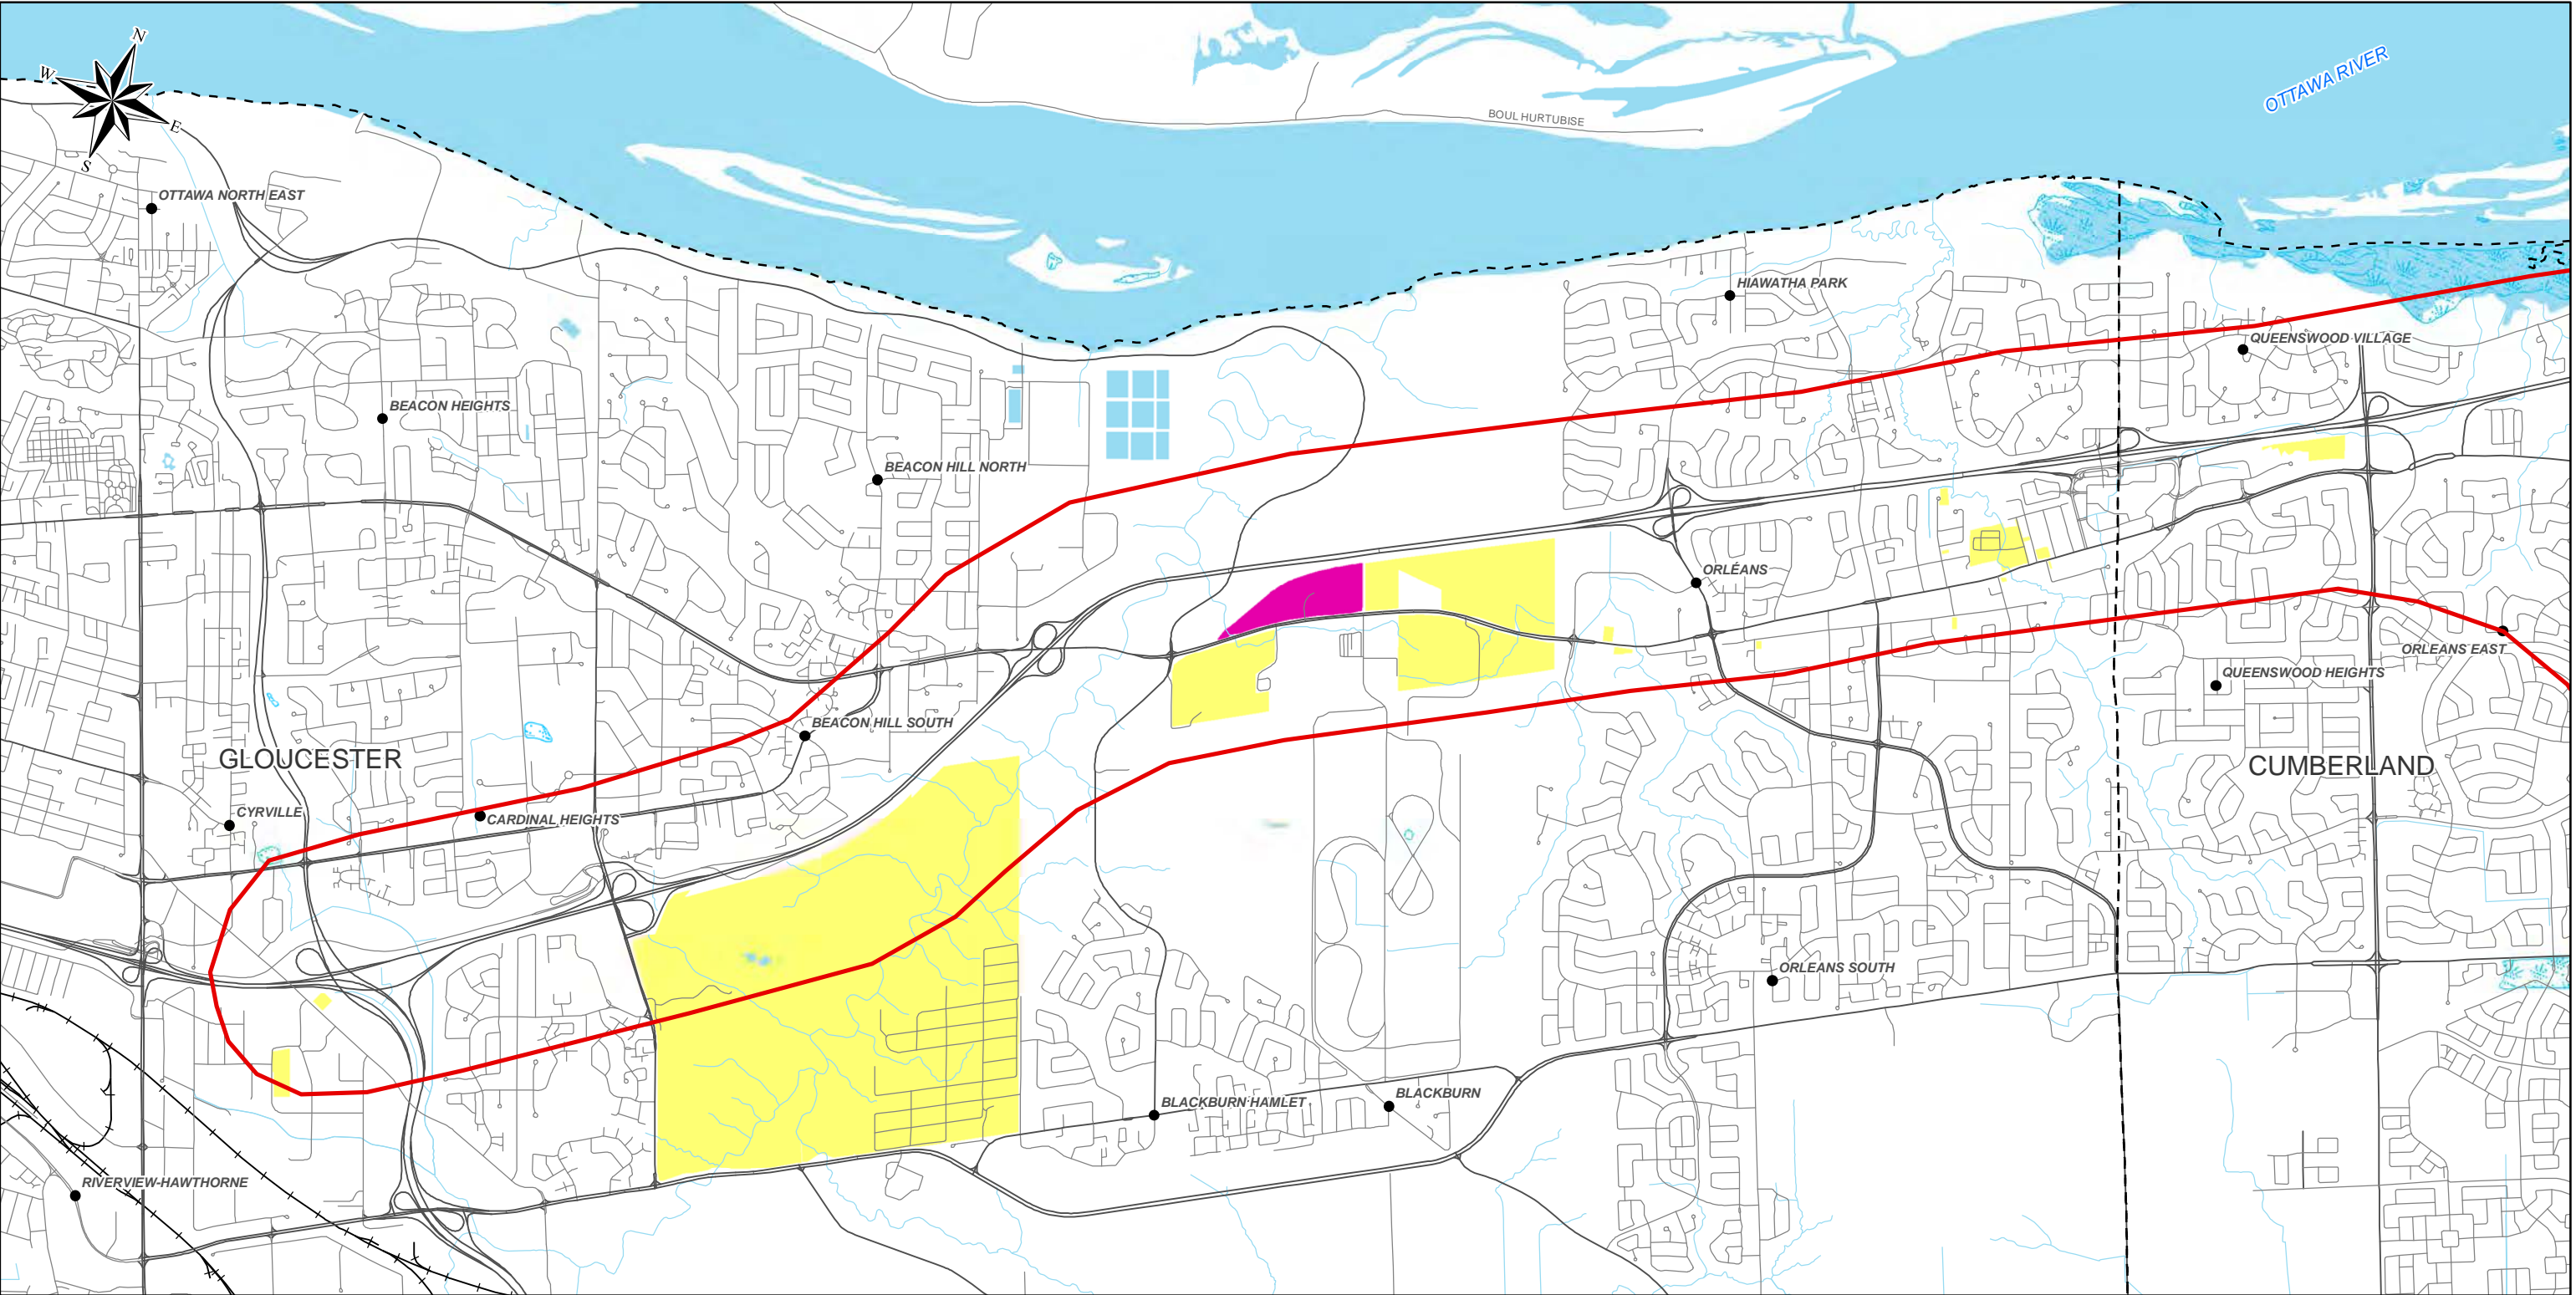 N
W
E
S
OTTAWA RIVER
BOUL HURTUBISE
OTTAWA NORTH EAST
HIAWATHA PARK
QUEENSWOOD VILLAGE
BEACON HEIGHTS
BEACON HILL NORTH
ORLÉANS
ORLEANS EAST
QUEENSWOOD HEIGHTS
BEACON HILL SOUTH
GLOUCESTER
CUMBERLAND
CYRVILLE
CARDINAL HEIGHTS
ORLEANS SOUTH
BLACKBURN
BLACKBURN HAMLET
RIVERVIEW-HAWTHORNE